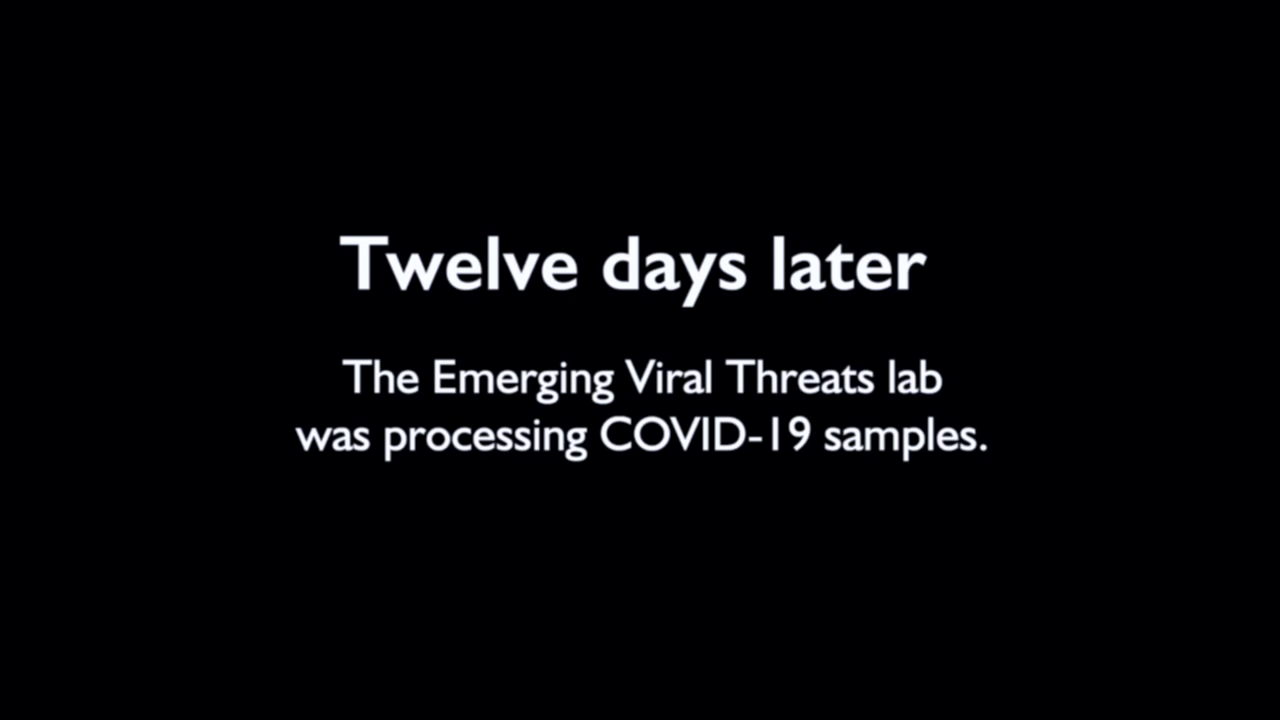 Twelve days later
The Emerging Viral Threats lab
was processing COVID-19 samples.